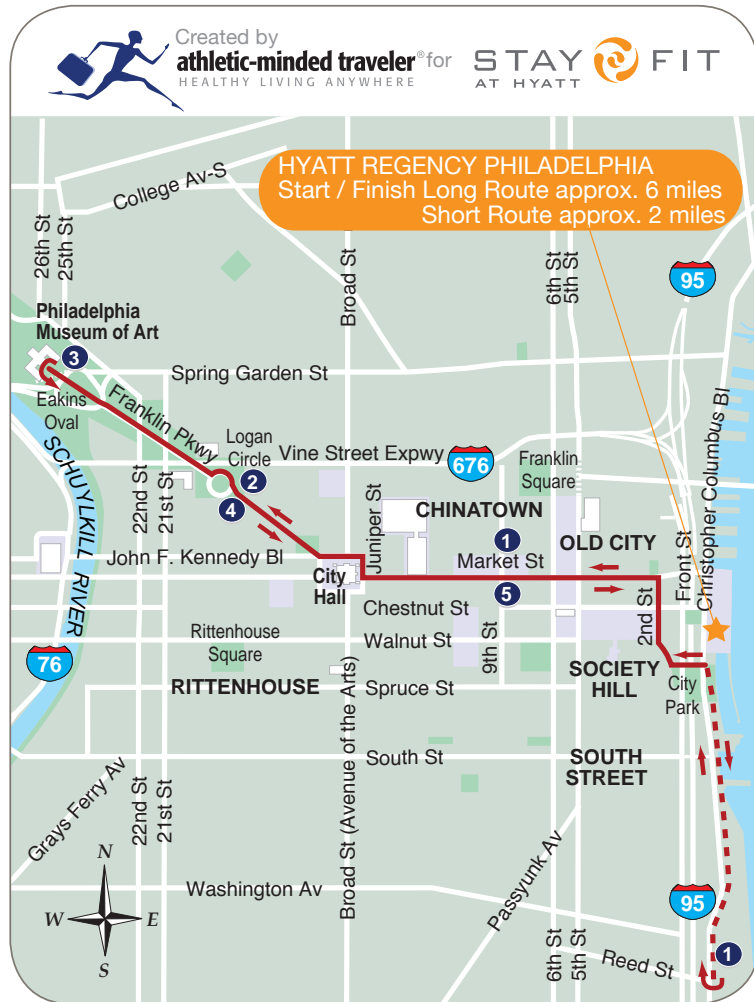 Created by
athletic-minded traveler® for
HEALTHY LIVING ANYWHERE
STAY FIT
AT HYATT
HYATT REGENCY PHILADELPHIA
Start / Finish Long Route approx. 6 miles
Short Route approx. 2 miles
College Av-S
26th St
25th St
Broad St
6th St
5th St
95
Philadelphia
Museum of Art
3
Spring Garden St
Eakins
Oval
Franklin Pkwy
Logan
Circle
2
4
Vine Street Expwy
676
Franklin
Square
Christopher Columbus Bl
SCHUYLKILL RIVER
22nd St
21st St
Juniper St
CHINATOWN
1
Market St
OLD CITY
Front St
John F. Kennedy Bl
City
Hall
5
Chestnut St
2nd St
Rittenhouse
Square
Walnut St
9th St
76
RITTENHOUSE
Spruce St
SOCIETY
HILL
City
Park
South St
SOUTH
STREET
Grays Ferry Av
22nd St
21st St
Broad St (Avenue of the Arts)
Washington Av
Passyunk Av
95
N
W
E
S
6th St
5th St
Reed St
1